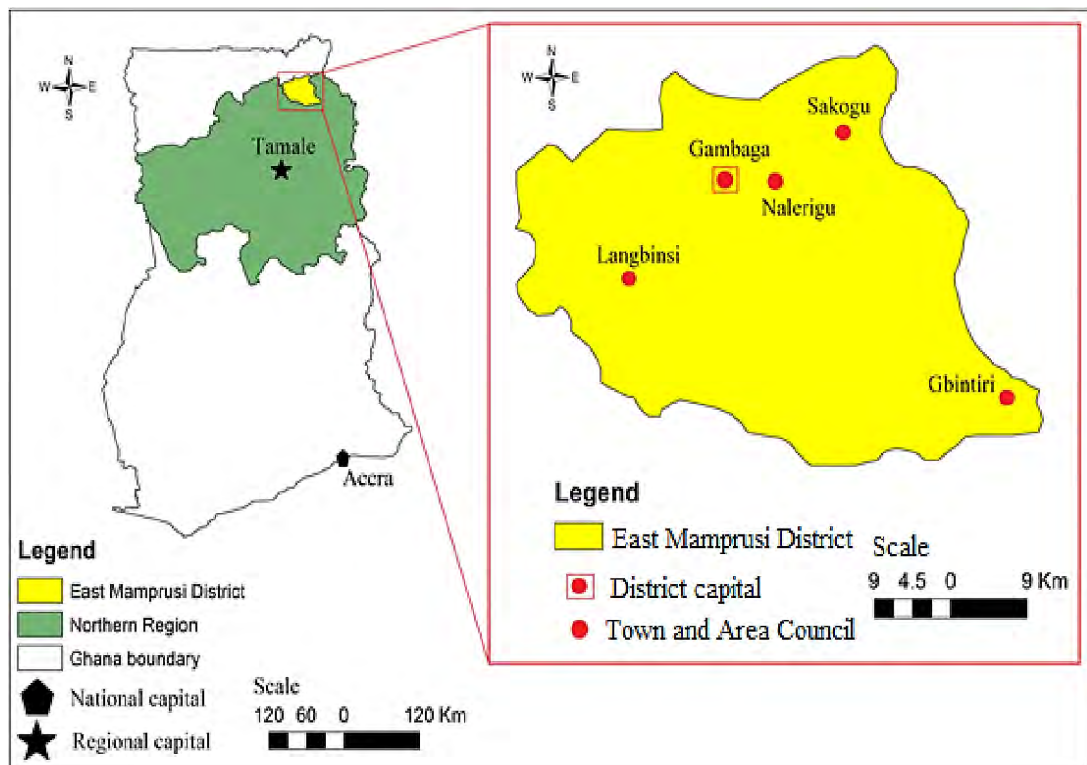 N
W E
S
Tamale
Accra
Legend
East Mamprusi District
Northern Region
Ghana boundary
National capital
Regional capital
Scale
120 60 0 120 Km
N
W E
S
Sakogu
Gambaga
Nalerigu
Langbinsi
Gbintiri
Legend
East Mamprusi District
District capital
Town and Area Council
Scale
9 4.5 0 9 Km